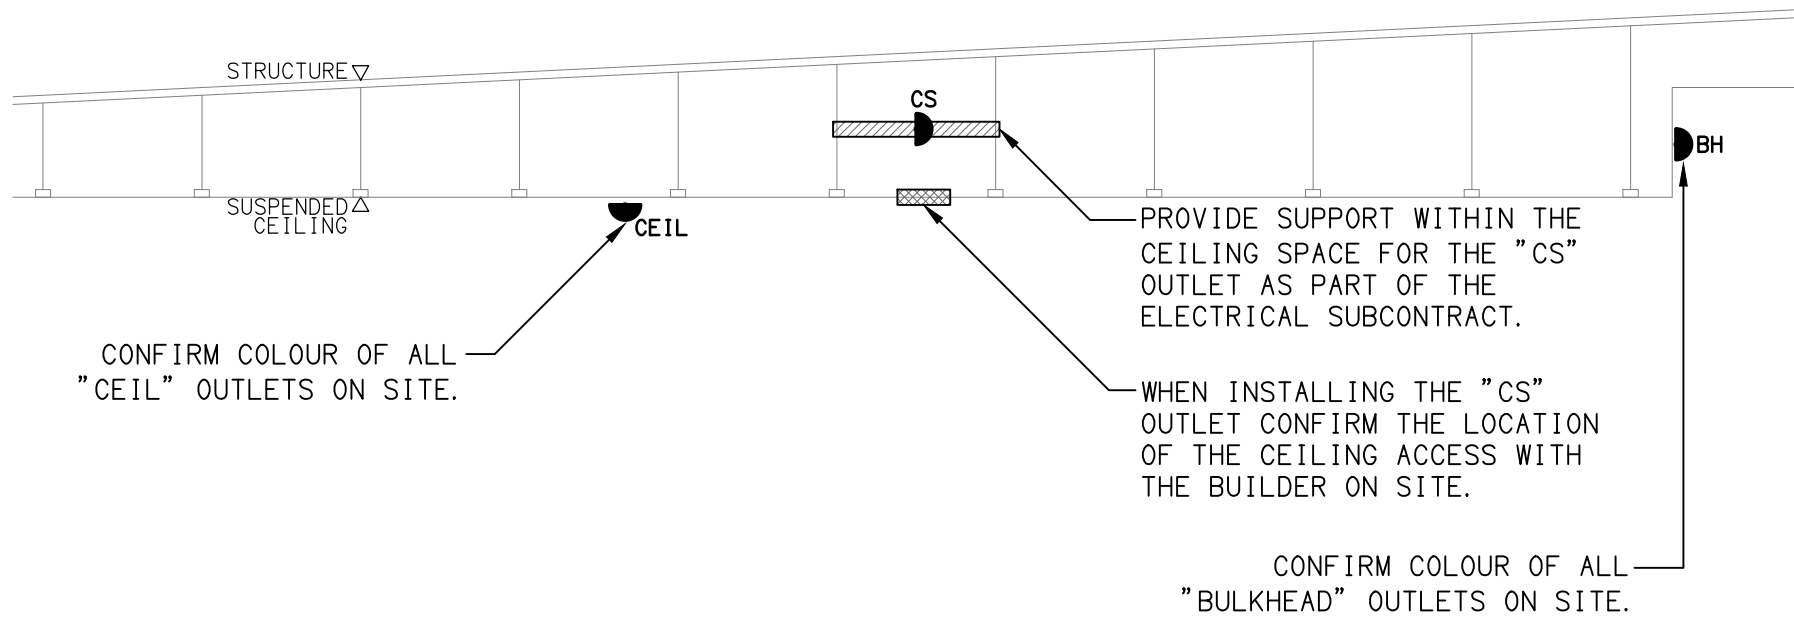 STRUCTURE
CS
BH
SUSPENDED
CEILING
CEIL
PROVIDE SUPPORT WITHIN THE
CEILING SPACE FOR THE "CS"
OUTLET AS PART OF THE
ELECTRICAL SUBCONTRACT.
CONFIRM COLOUR OF ALL
"CEIL" OUTLETS ON SITE.
WHEN INSTALLING THE "CS"
OUTLET CONFIRM THE LOCATION
OF THE CEILING ACCESS WITH
THE BUILDER ON SITE.
CONFIRM COLOUR OF ALL
"BULKHEAD" OUTLETS ON SITE.